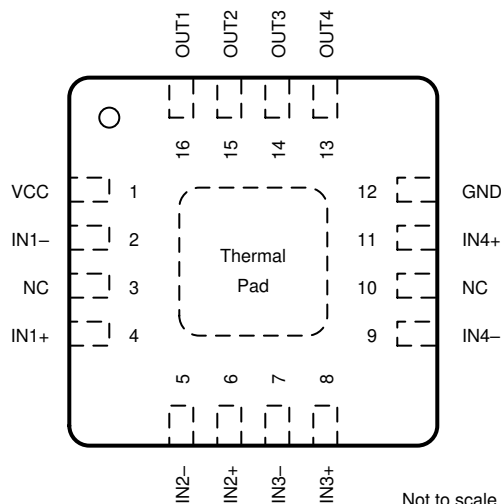 OUT1
OUT2
OUT3
OUT4
16
15
14
13
VCC
1
12
GND
IN1–
2
11
IN4+
NC
3
10
NC
IN1+
4
9
IN4–
Thermal
Pad
5
6
7
8
IN2–
IN2+
IN3–
IN3+
Not to scale